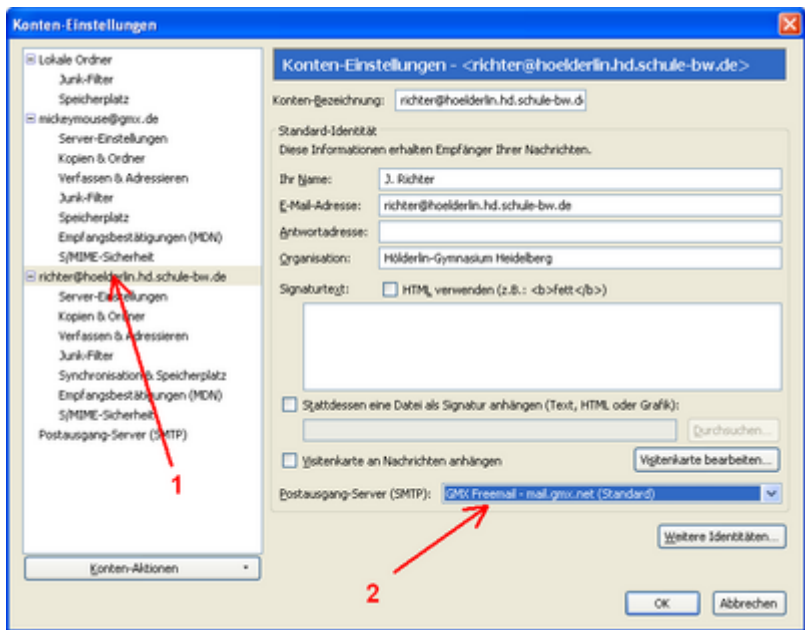 Konten-Einstellungen
Lokale Ordner
Junk-Filter
Speicherplatz
mickeymouse@gmx.de
Server-Einstellungen
Kopien & Ordner
Verfassen & Adressieren
Junk-Filter
Speicherplatz
Empfangsbestätigungen (MDN)
S/MIME-Sicherheit
richter@hoelderlin.hd.schule-bw.de
Server-Einstellungen
Kopien & Ordner
Verfassen & Adressieren
Junk-Filter
Synchronisation & Speicherplatz
Empfangsbestätigungen (MDN)
S/MIME-Sicherheit
Postausgang-Server (SMTP)
1
Konten-Aktionen
Konten-Einstellungen - <richter@hoelderlin.hd.schule-bw.de>
Konten-Bezeichnung: richter@hoelderlin.hd.schule-bw.d
Standard-Identität
Diese Informationen erhalten Empfänger Ihrer Nachrichten.
Ihr Name: J. Richter
E-Mail-Adresse: richter@hoelderlin.hd.schule-bw.de
Antwortadresse:
Organisation: Hölderlin-Gymnasium Heidelberg
Signaturtext: HTML verwenden (z.B.: <b>fett</b>)
Stattdessen eine Datei als Signatur anhängen (Text, HTML oder Grafik):
Durchsuchen...
Visitenkarte an Nachrichten anhängen Visitenkarte bearbeiten...
Postausgang-Server (SMTP): GMX Freemail - mail.gmx.net (Standard)
Weitere Identitäten...
2
OK Abbrechen